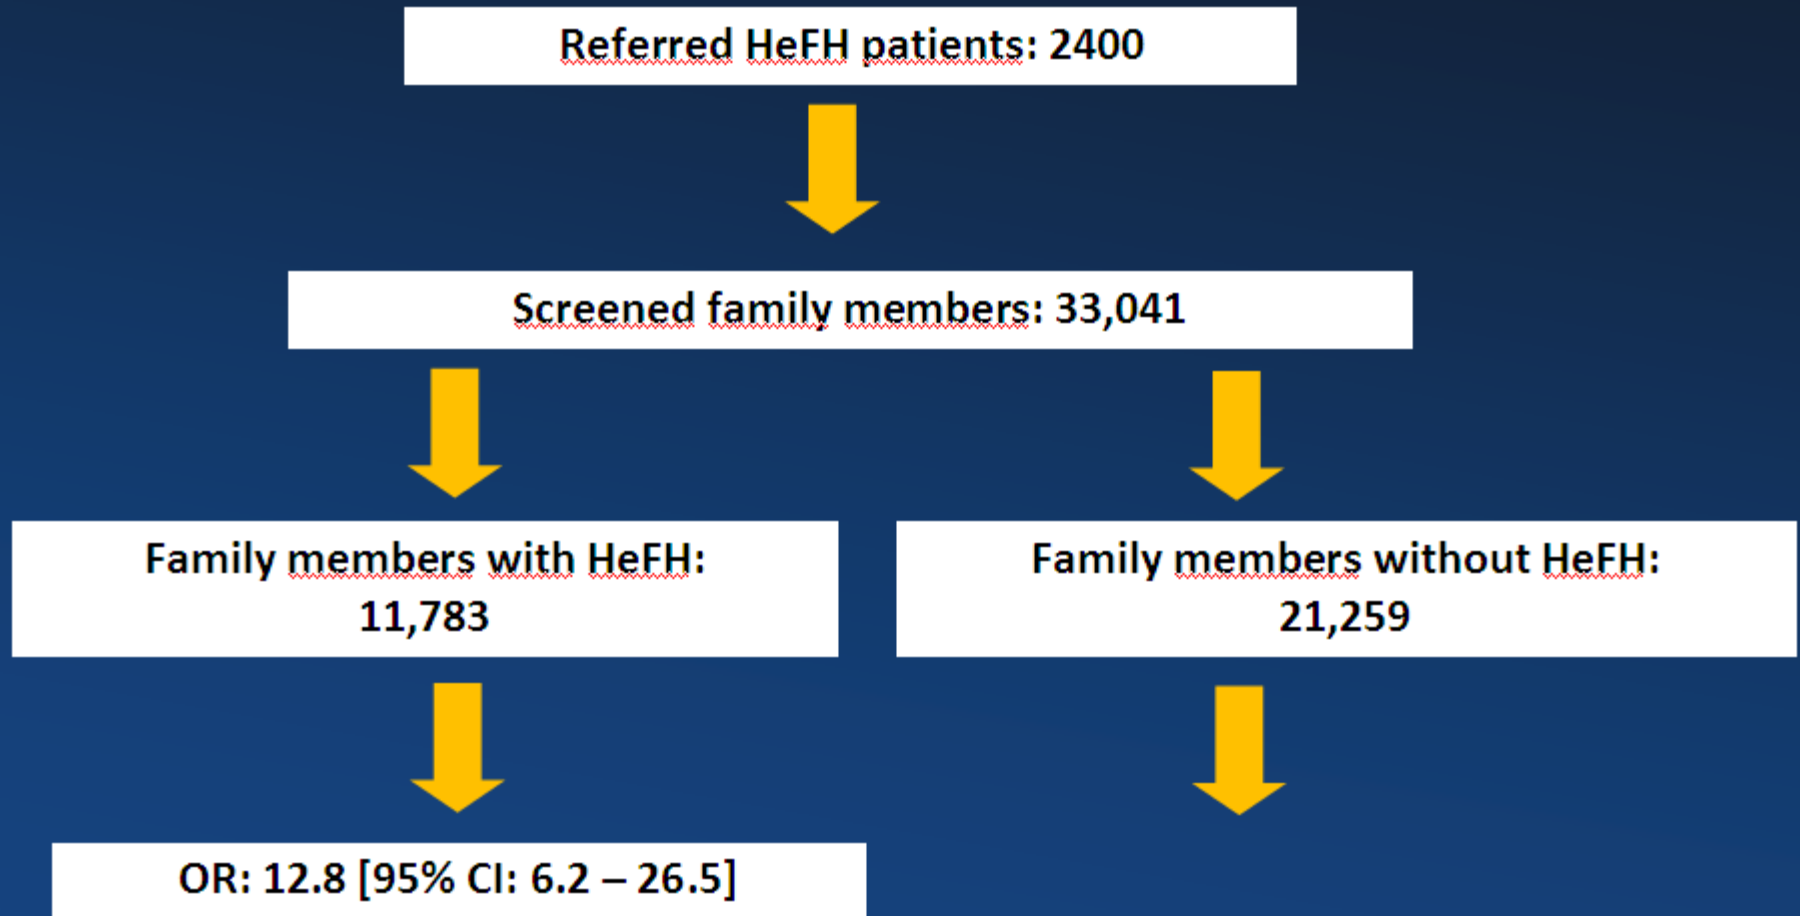 Referred HeFH patients: 2400
Screened family members: 33,041
Family members with HeFH:
11,783
Family members without HeFH:
21,259
OR: 12.8 [95% CI: 6.2 – 26.5]